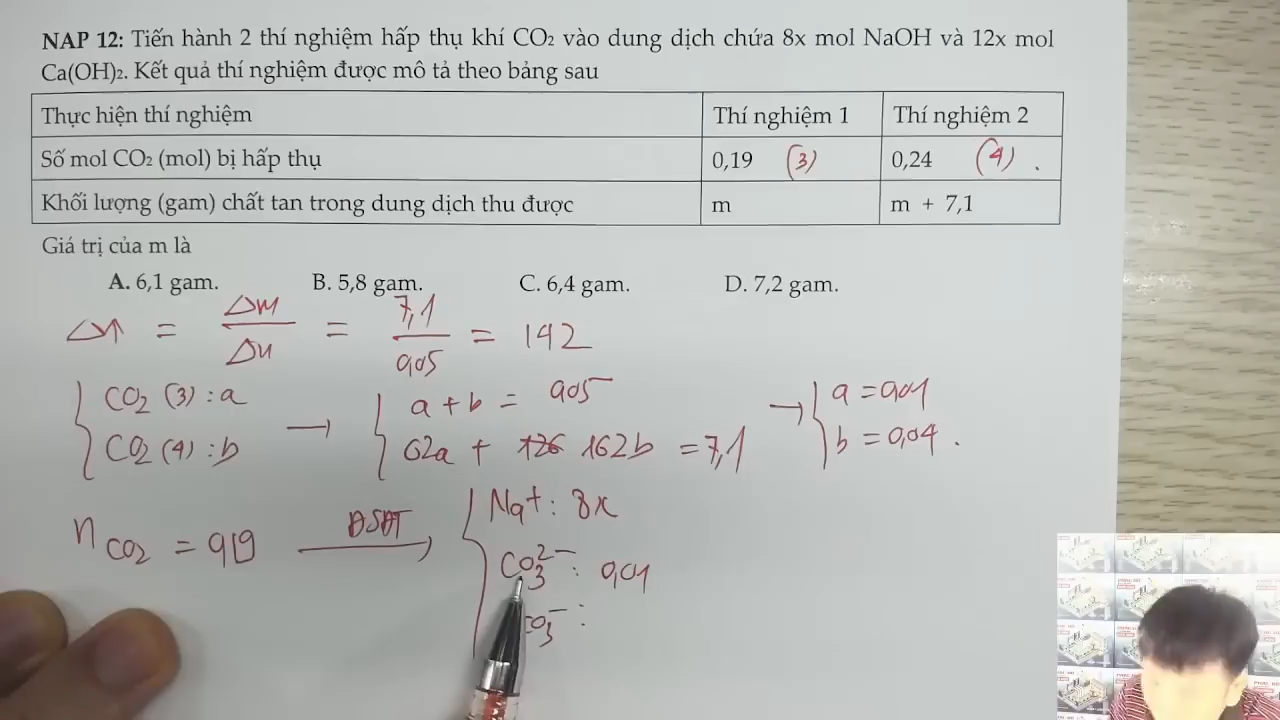 NAP 12: Tiến hành 2 thí nghiệm hấp thụ khí CO₂ vào dung dịch chứa 8x mol NaOH và 12x mol
Ca(OH)₂. Kết quả thí nghiệm được mô tả theo bảng sau
Thực hiện thí nghiệm Thí nghiệm 1 Thí nghiệm 2
Số mol CO₂ (mol) bị hấp thụ 0,19 (3) 0,24 (4) .
Khối lượng (gam) chất tan trong dung dịch thu được m m + 7,1
Giá trị của m là
A. 6,1 gam. B. 5,8 gam. C. 6,4 gam. D. 7,2 gam.
Δ↑ = Δm/Δn = 7,1/0,05 = 142
{ CO₂ (3) : a → { a + b = 0,05 → { a = 0,01
CO₂ (4) : b 62a + 126 162b = 7,1 b = 0,04 .
n CO₂ = 0,19 BSĐT → { Na⁺ : 8x
CO₃²⁻ : 0,01
CO₃⁻ :